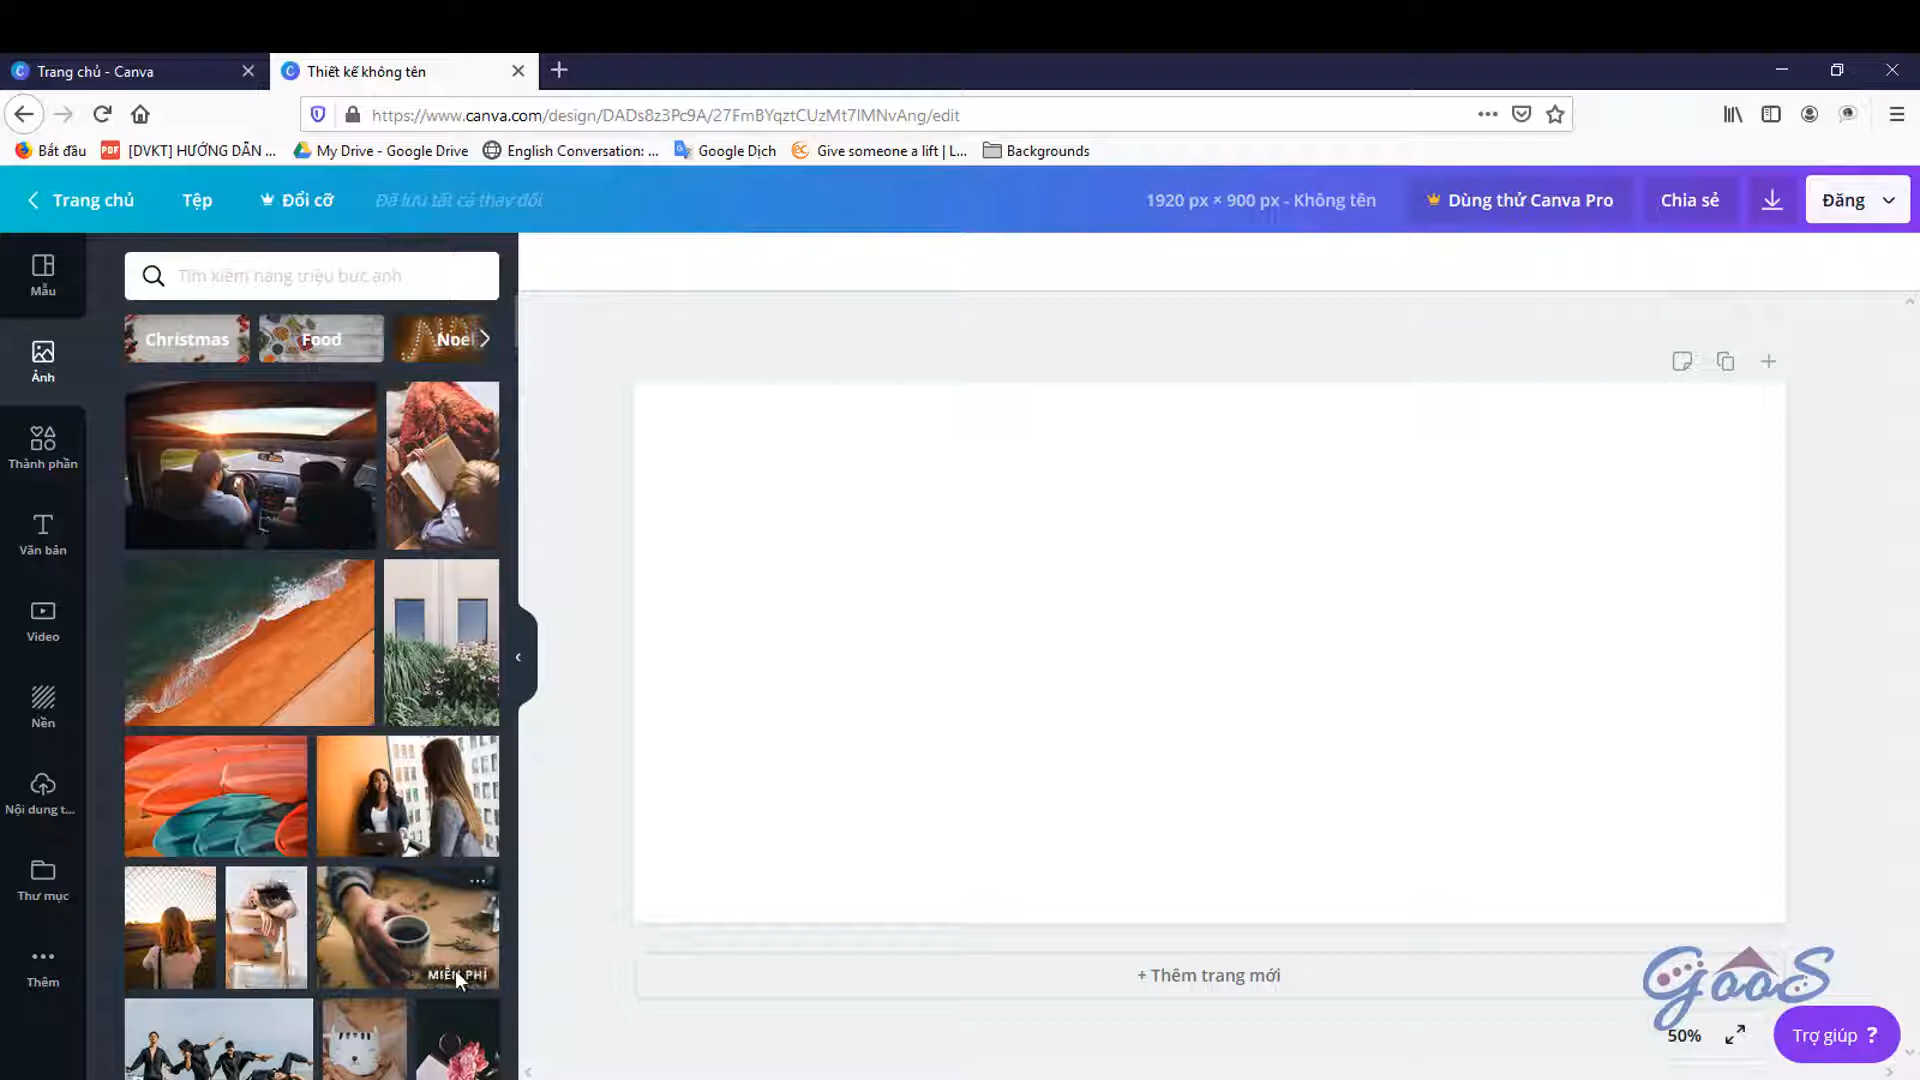 Trang chủ - Canva
Thiết kế không tên
https://www.canva.com/design/DADs8z3Pc9A/27FmBYqztCUzMt7lMNvAng/edit
Bắt đầu
[DVKT] HƯỚNG DẪN ...
My Drive - Google Drive
English Conversation: ...
Google Dịch
Give someone a lift | L...
Backgrounds
Trang chủ
Tệp
Đổi cỡ
Đã lưu tất cả thay đổi
1920 px × 900 px - Không tên
Dùng thử Canva Pro
Chia sẻ
Đăng
Mẫu
Ảnh
Thành phần
Văn bản
Video
Nền
Nội dung t...
Thư mục
Thêm
Tìm kiếm hàng triệu bức ảnh
Christmas
Food
Noel
MIỄN PHÍ
+ Thêm trang mới
GooS
50%
Trợ giúp ?